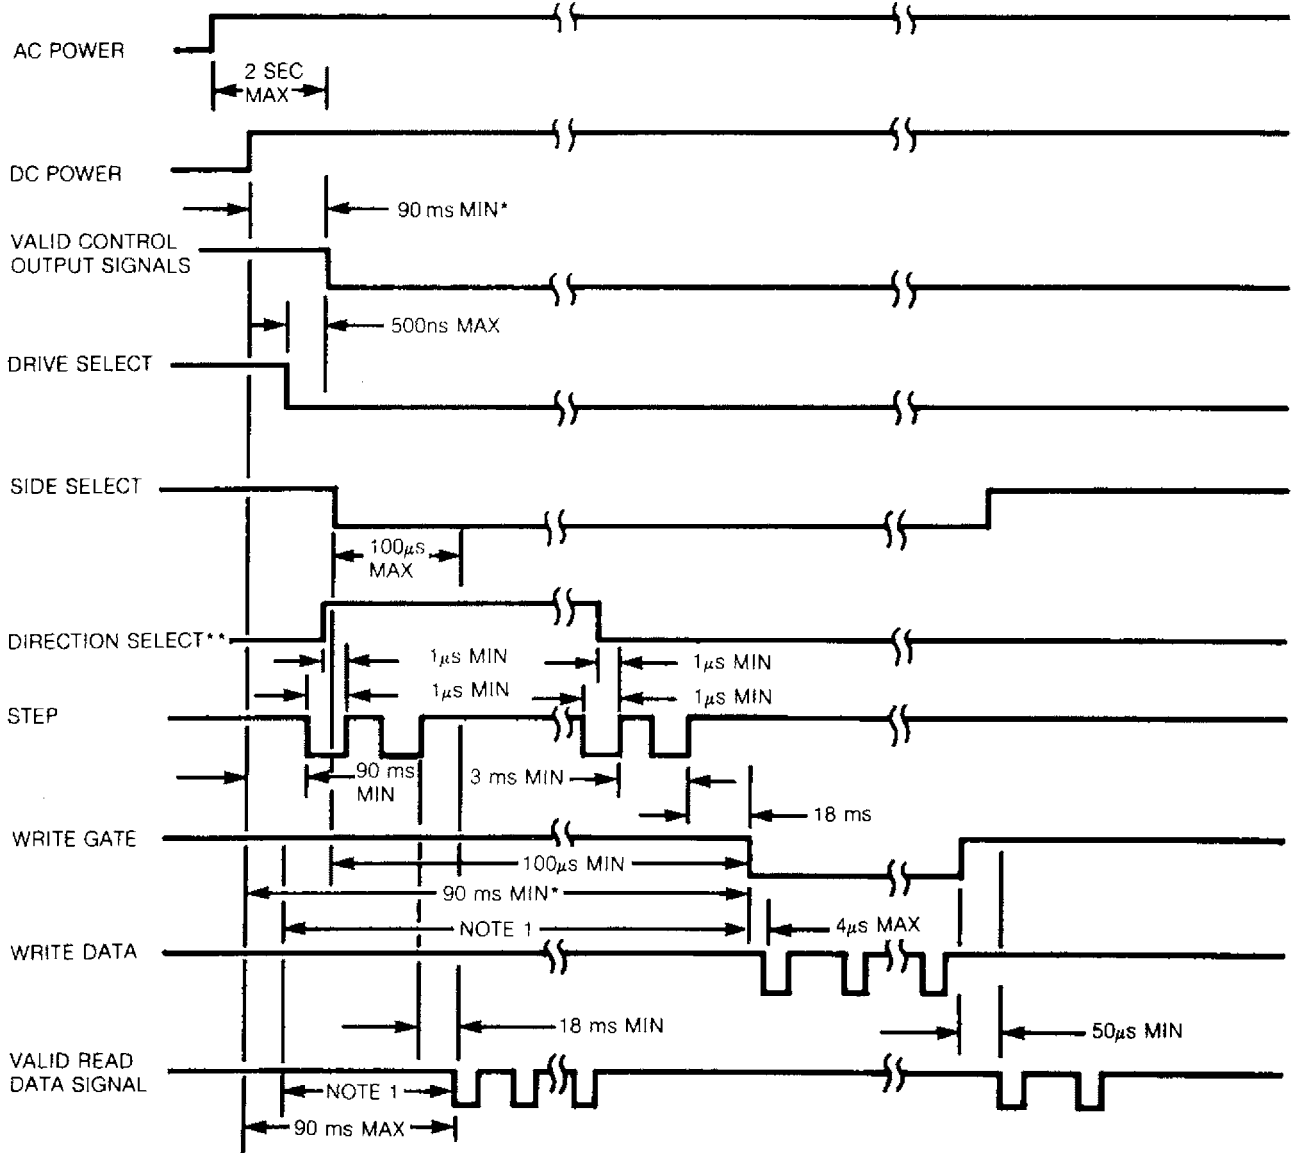 AC POWER
2 SEC
MAX
DC POWER
90 ms MIN*
VALID CONTROL
OUTPUT SIGNALS
500ns MAX
DRIVE SELECT
SIDE SELECT
100µs
MAX
DIRECTION SELECT**
1µs MIN
1µs MIN
1µs MIN
1µs MIN
STEP
90 ms
MIN
3 ms MIN
18 ms
WRITE GATE
100µs MIN
90 ms MIN*
NOTE 1
4µs MAX
WRITE DATA
18 ms MIN
50µs MIN
VALID READ
DATA SIGNAL
NOTE 1
90 ms MAX